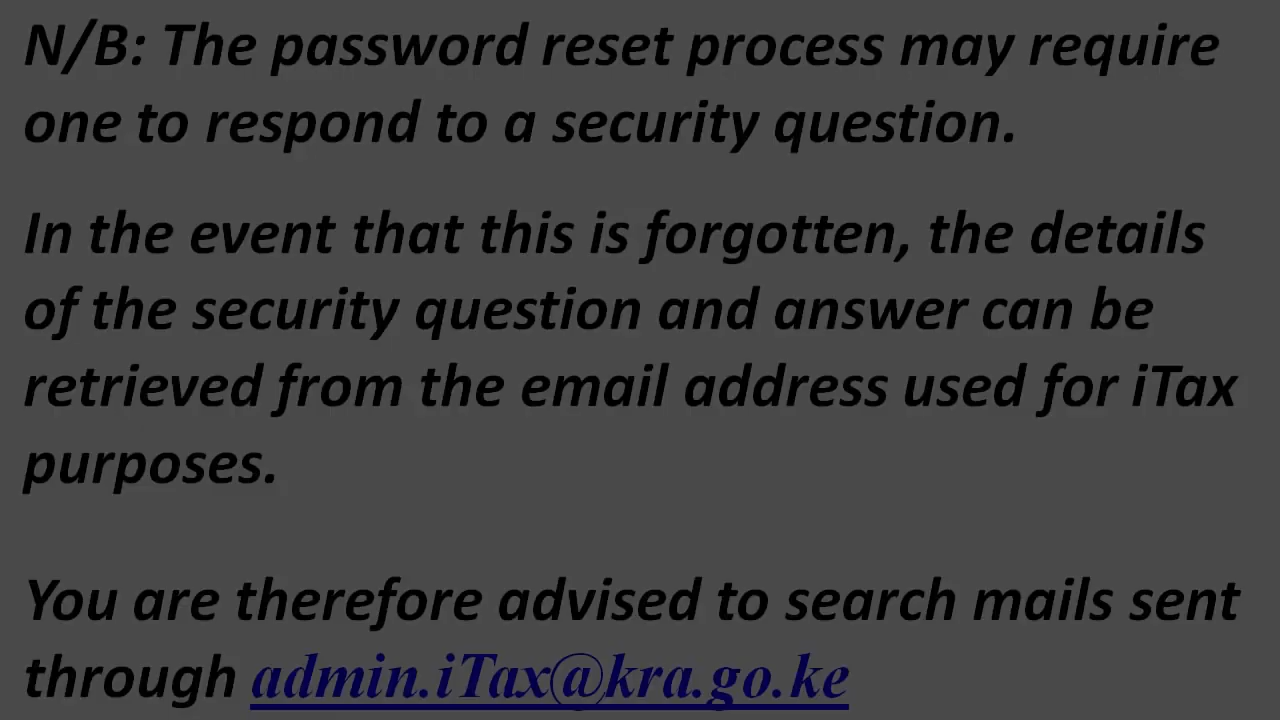 N/B: The password reset process may require
one to respond to a security question.
In the event that this is forgotten, the details
of the security question and answer can be
retrieved from the email address used for iTax
purposes.
You are therefore advised to search mails sent
through admin.iTax@kra.go.ke